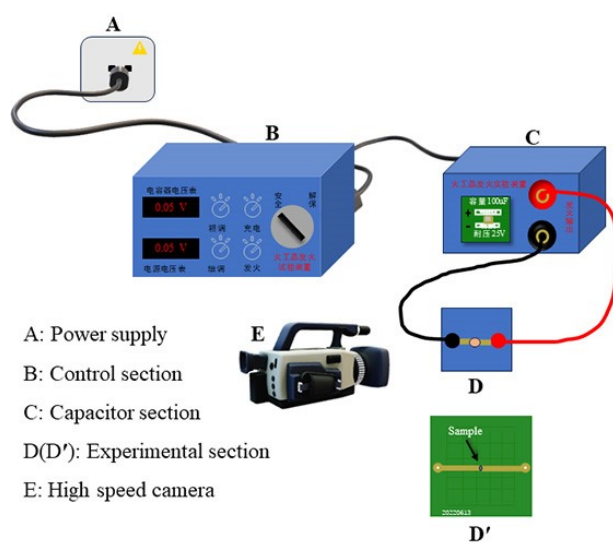 A
B
C
电容器电压表
0.05 V
粗调
充电
安全
解保
0.05 V
电源电压表
细调
发火
火工品发火
试验装置
火工品发火实验装置
容量100uF
+
-
耐压25V
发火输出
D
E
A: Power supply
B: Control section
C: Capacitor section
D(D′): Experimental section
E: High speed camera
Sample
20220613
D′